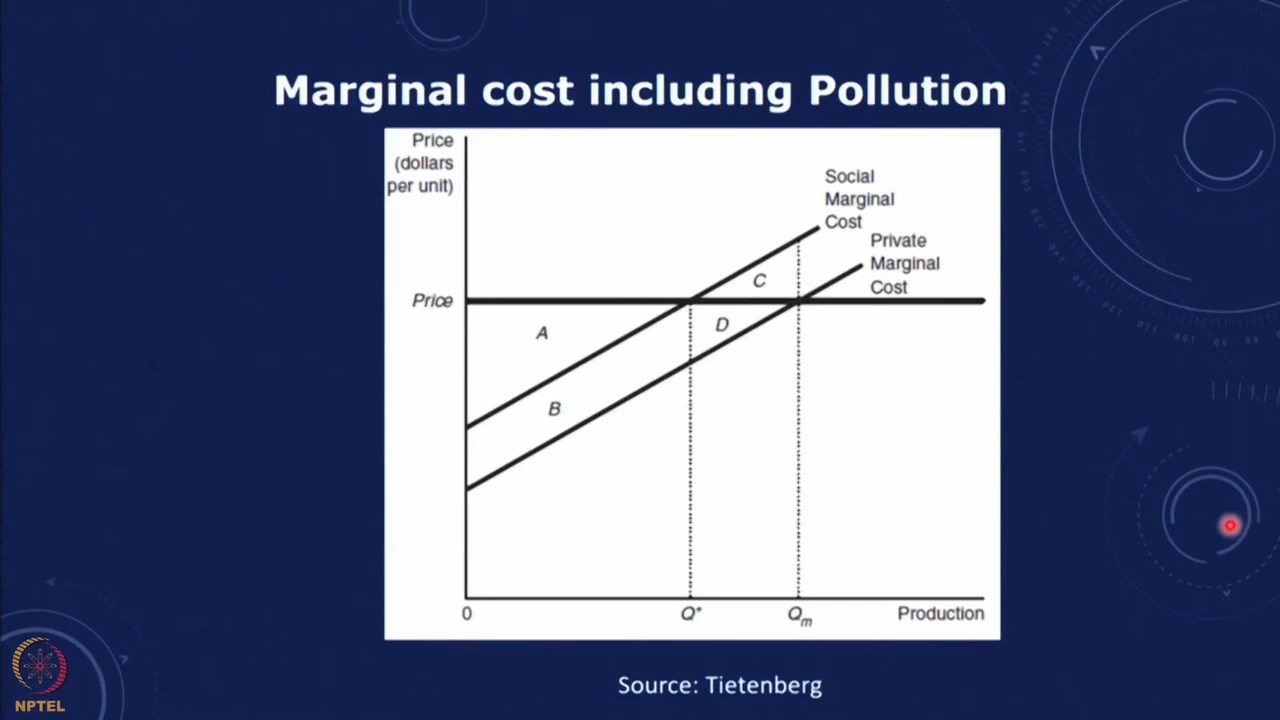 Marginal cost including Pollution
Price
(dollars
per unit)
Social
Marginal
Cost
Private
Marginal
Cost
Price
A
B
C
D
0
Q*
Qm
Production
Source: Tietenberg
NPTEL